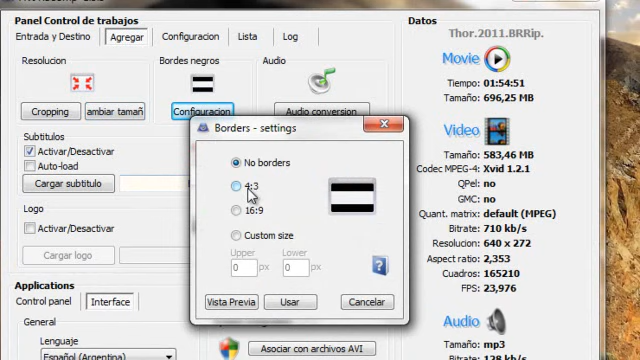 Panel Control de trabajos
Entrada y Destino
Agregar
Configuracion
Lista
Log
Resolucion
Bordes negros
Audio
Cropping
ambiar tamañ
Configuracion
Audio conversion
Subtitulos
Activar/Desactivar
Auto-load
Cargar subtitulo
Logo
Activar/Desactivar
Cargar logo
Applications
Control panel
Interface
General
Lenguaje
Español (Argentina)
Asociar con archivos AVI
Borders - settings
No borders
4:3
16:9
Custom size
Upper
Lower
0 px
0 px
Vista Previa
Usar
Cancelar
Datos
Thor.2011.BRRip.
Movie
Tiempo: 01:54:51
Tamaño: 696,25 MB
Video
Tamaño: 583,46 MB
Codec MPEG-4: Xvid 1.2.1
QPel: no
GMC: no
Quant. matrix: default (MPEG)
Bitrate: 710 kb/s
Resolucion: 640 x 272
Aspect ratio: 2,353
Cuadros: 165210
FPS: 23,976
Audio
Tamaño: mp3
Bitrate: 128 kb/s